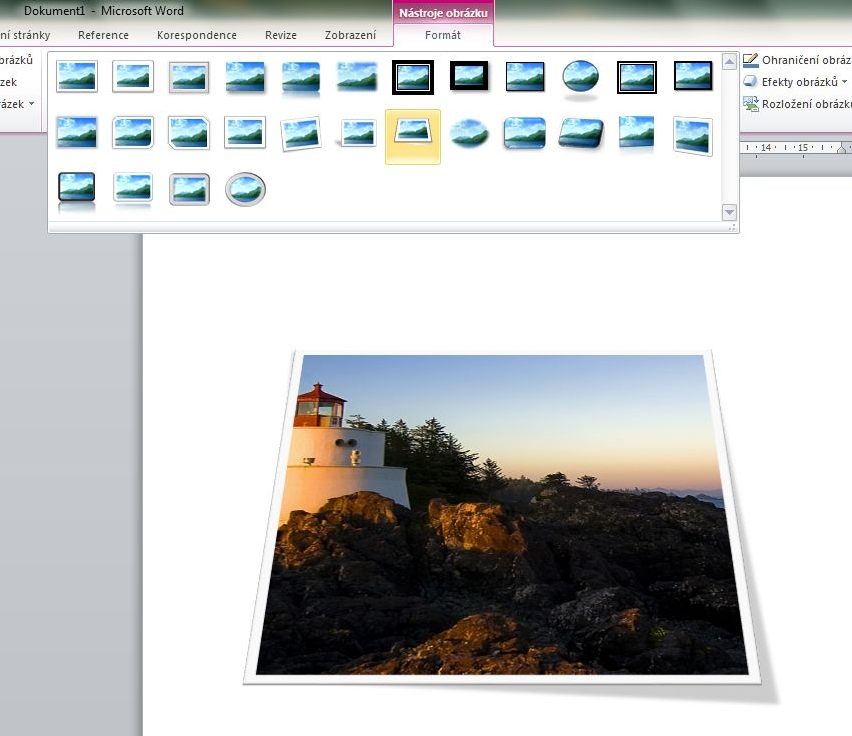 Dokument1 - Microsoft Word
Nástroje obrázku
ní stránky Reference Korespondence Revize Zobrazení Formát
brázků
zek
rázek
Ohraničení obráz
Efekty obrázků
Rozložení obrázku
14 15